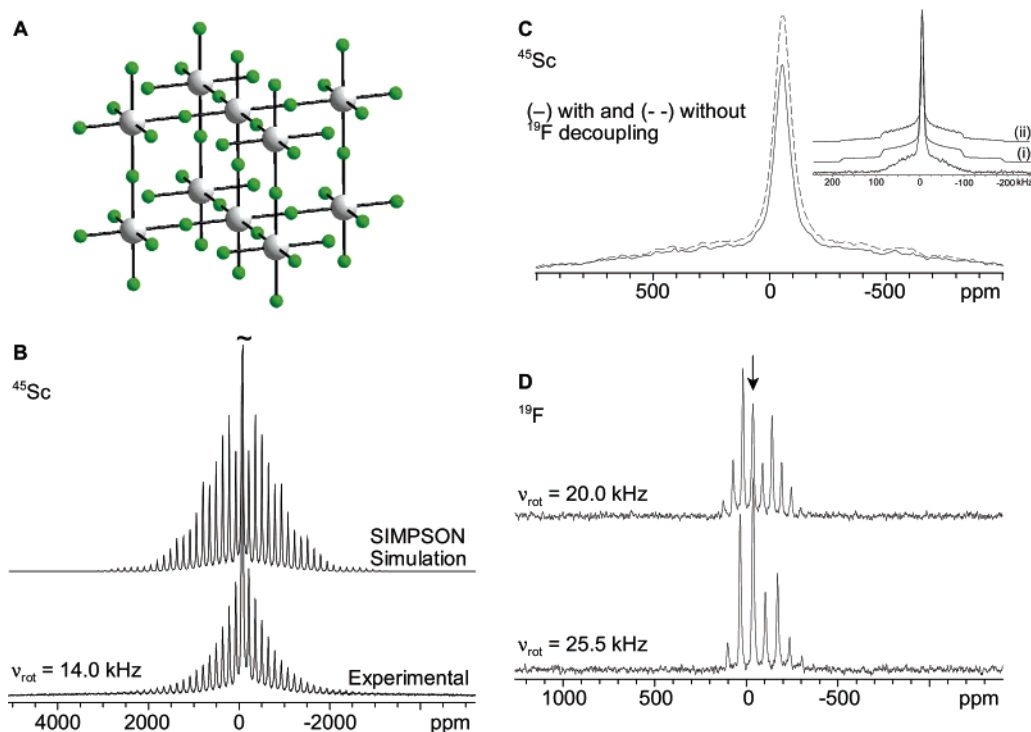 A
B
⁴⁵Sc
~
SIMPSON
Simulation
νrot = 14.0 kHz
Experimental
4000 2000 0 -2000 ppm
C
⁴⁵Sc
(–) with and (- -) without
¹⁹F decoupling
(ii)
(i)
200 100 0 -100 -200 kHz
500 0 -500 ppm
D
¹⁹F
νrot = 20.0 kHz
νrot = 25.5 kHz
1000 500 0 -500 ppm